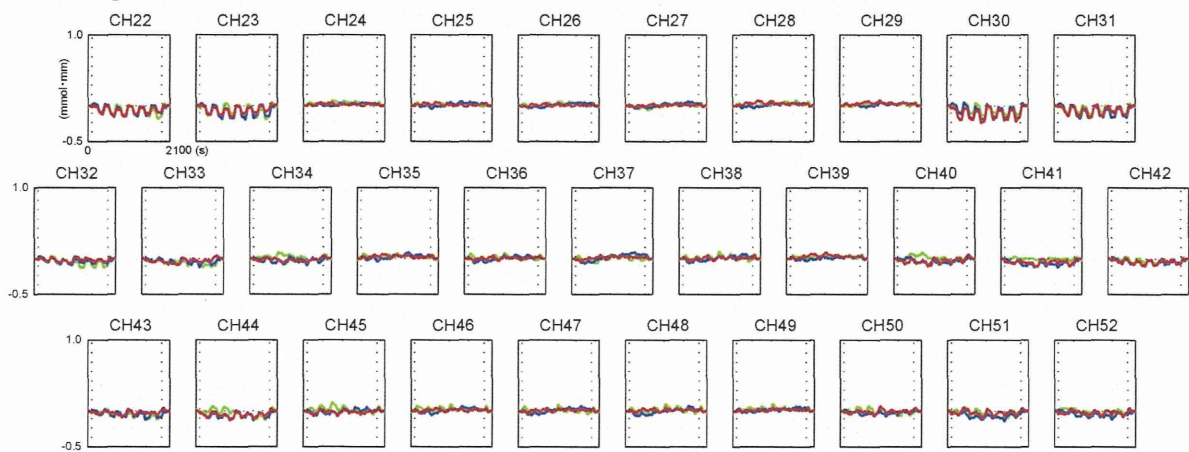 CH22 CH23 CH24 CH25 CH26 CH27 CH28 CH29 CH30 CH31
1.0
(mmol·mm)
-0.5
0 2100 (s)
CH32 CH33 CH34 CH35 CH36 CH37 CH38 CH39 CH40 CH41 CH42
1.0
-0.5
CH43 CH44 CH45 CH46 CH47 CH48 CH49 CH50 CH51 CH52
1.0
-0.5